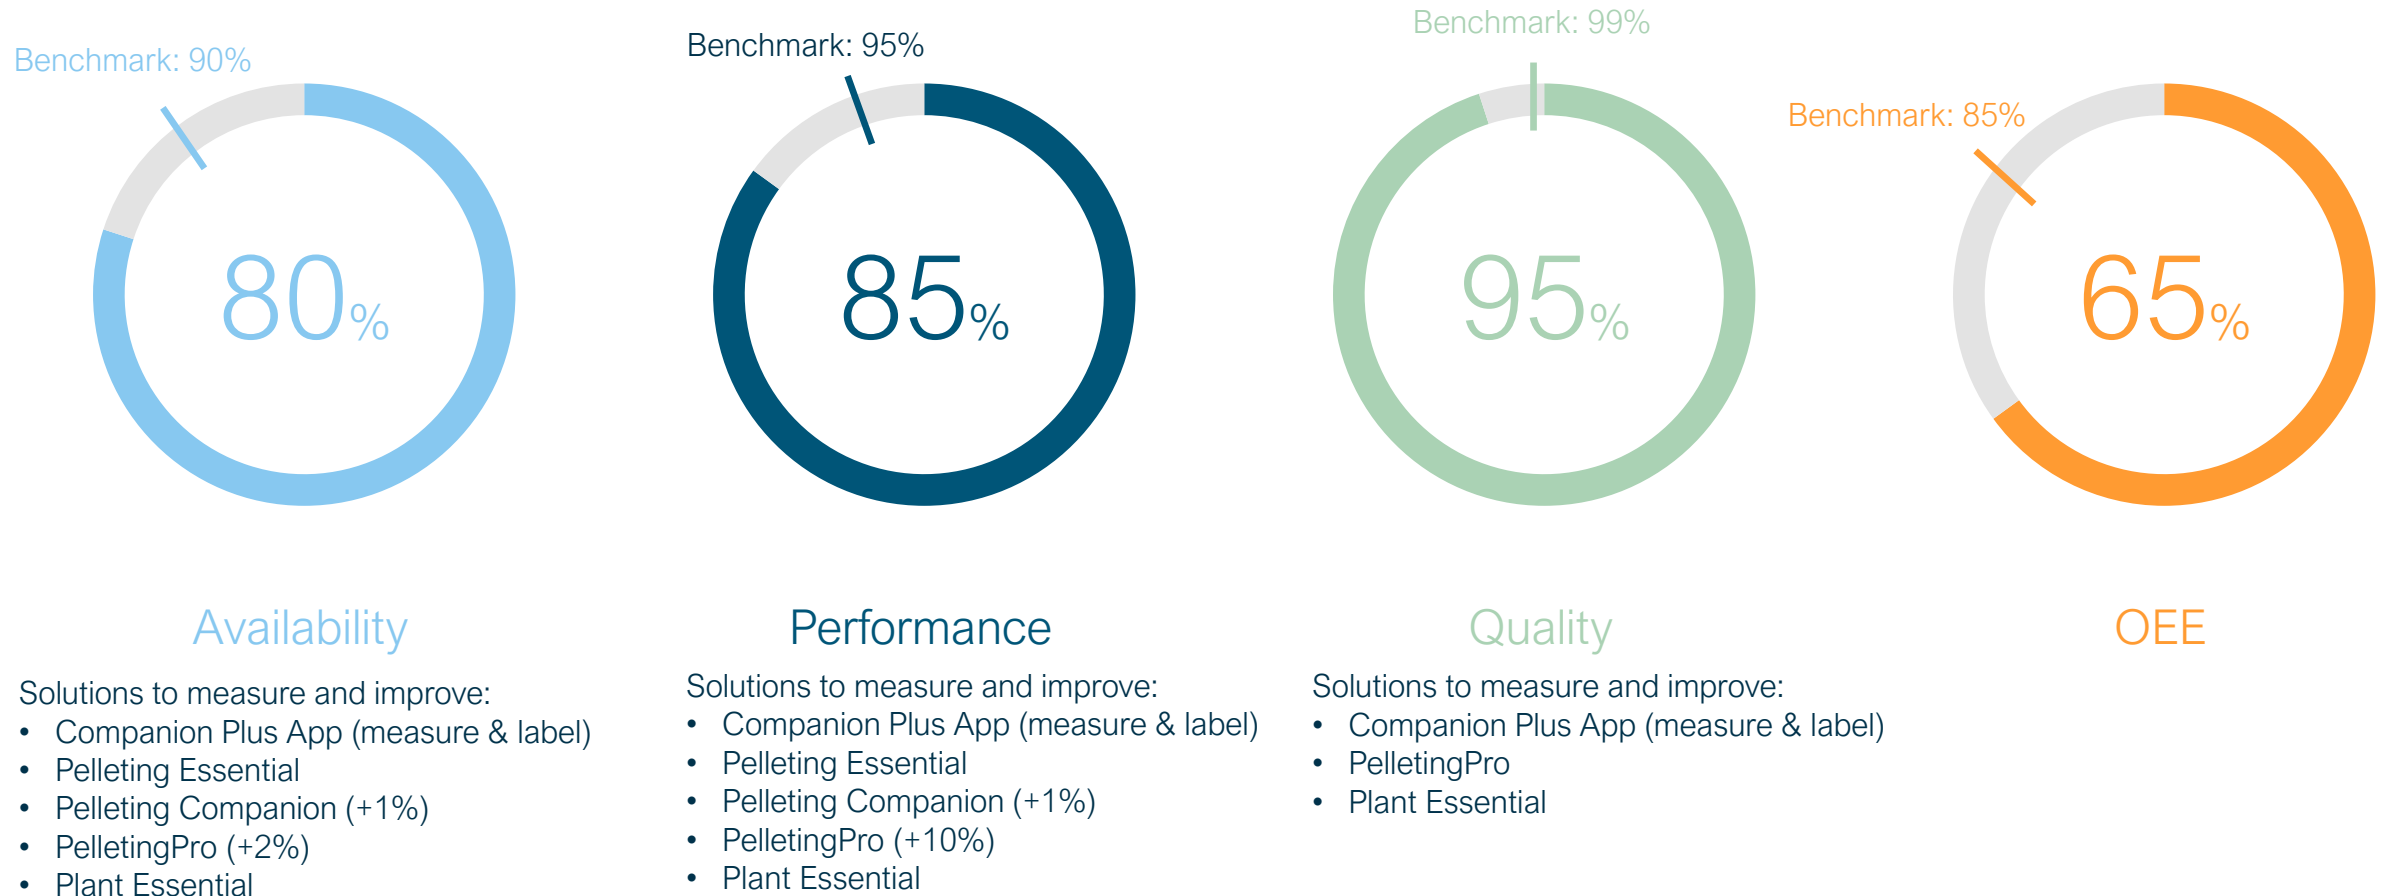 Benchmark: 90%
80%
Availability
Solutions to measure and improve:
• Companion Plus App (measure & label)
• Pelleting Essential
• Pelleting Companion (+1%)
• PelletingPro (+2%)
• Plant Essential
Benchmark: 95%
85%
Performance
Solutions to measure and improve:
• Companion Plus App (measure & label)
• Pelleting Essential
• Pelleting Companion (+1%)
• PelletingPro (+10%)
• Plant Essential
Benchmark: 99%
95%
Quality
Solutions to measure and improve:
• Companion Plus App (measure & label)
• PelletingPro
• Plant Essential
Benchmark: 85%
65%
OEE